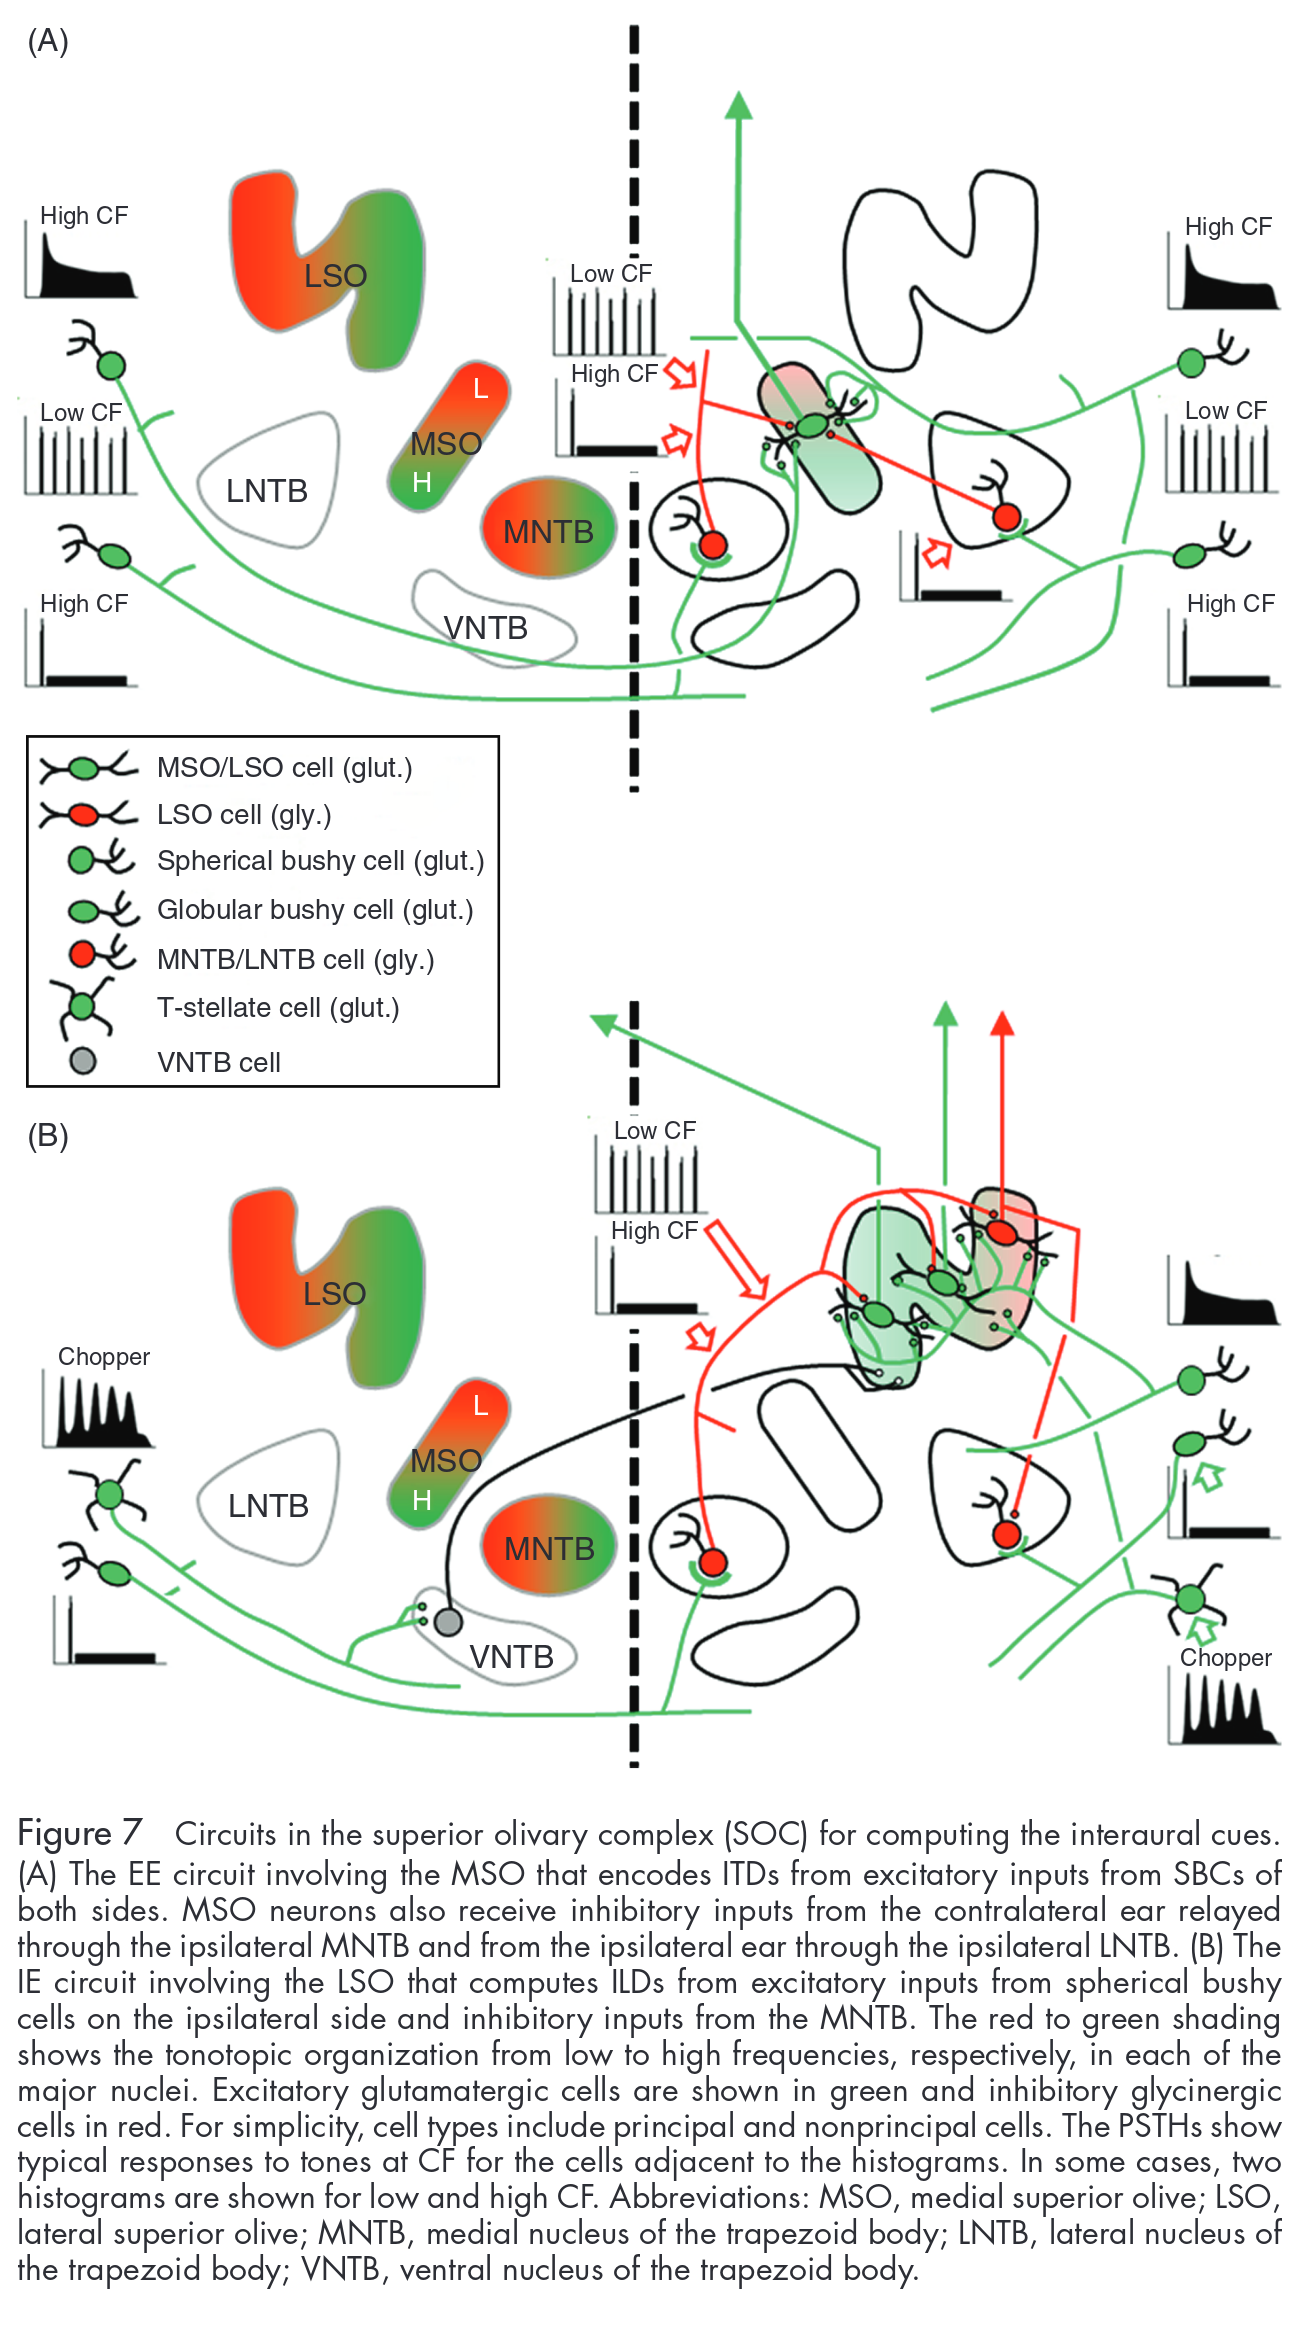 (A)
High CF
Low CF
High CF
LSO
L
MSO
H
LNTB
MNTB
VNTB
Low CF
High CF
High CF
Low CF
High CF
MSO/LSO cell (glut.)
LSO cell (gly.)
Spherical bushy cell (glut.)
Globular bushy cell (glut.)
MNTB/LNTB cell (gly.)
T-stellate cell (glut.)
VNTB cell
(B)
Low CF
High CF
LSO
Chopper
L
MSO
H
LNTB
MNTB
VNTB
Chopper
Figure 7 Circuits in the superior olivary complex (SOC) for computing the interaural cues.
(A) The EE circuit involving the MSO that encodes ITDs from excitatory inputs from SBCs of
both sides. MSO neurons also receive inhibitory inputs from the contralateral ear relayed
through the ipsilateral MNTB and from the ipsilateral ear through the ipsilateral LNTB. (B) The
IE circuit involving the LSO that computes ILDs from excitatory inputs from spherical bushy
cells on the ipsilateral side and inhibitory inputs from the MNTB. The red to green shading
shows the tonotopic organization from low to high frequencies, respectively, in each of the
major nuclei. Excitatory glutamatergic cells are shown in green and inhibitory glycinergic
cells in red. For simplicity, cell types include principal and nonprincipal cells. The PSTHs show
typical responses to tones at CF for the cells adjacent to the histograms. In some cases, two
histograms are shown for low and high CF. Abbreviations: MSO, medial superior olive; LSO,
lateral superior olive; MNTB, medial nucleus of the trapezoid body; LNTB, lateral nucleus of
the trapezoid body; VNTB, ventral nucleus of the trapezoid body.